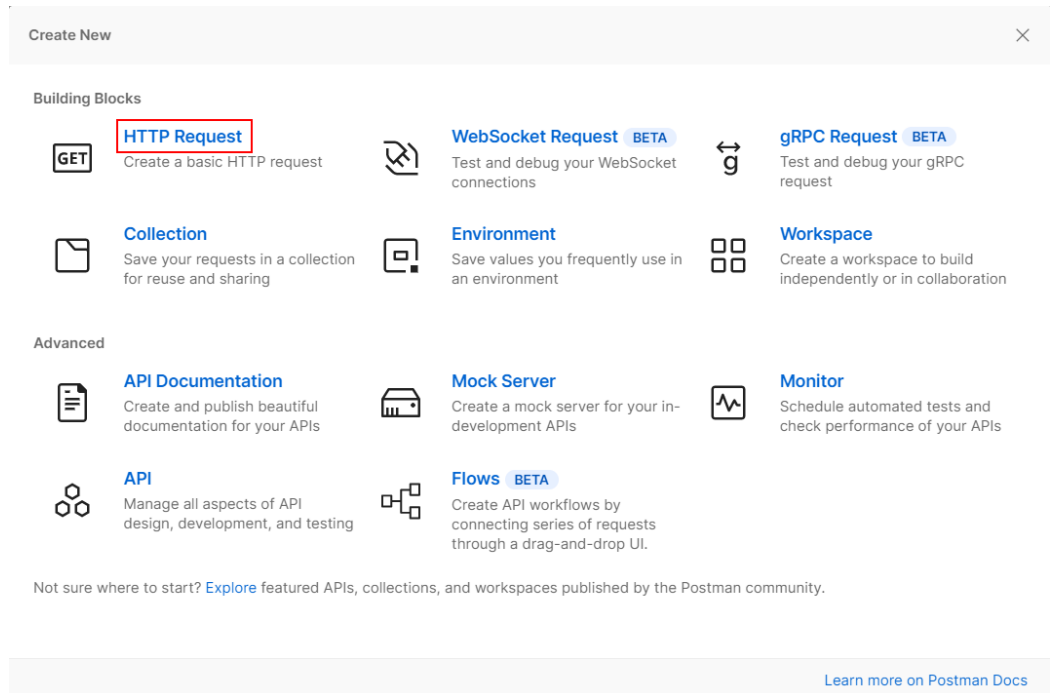 Create New
Building Blocks
GET
HTTP Request
Create a basic HTTP request
WebSocket Request BETA
Test and debug your WebSocket
connections
g
gRPC Request BETA
Test and debug your gRPC
request
Collection
Save your requests in a collection
for reuse and sharing
Environment
Save values you frequently use in
an environment
Workspace
Create a workspace to build
independently or in collaboration
Advanced
API Documentation
Create and publish beautiful
documentation for your APIs
Mock Server
Create a mock server for your in-
development APIs
Monitor
Schedule automated tests and
check performance of your APIs
API
Manage all aspects of API
design, development, and testing
Flows BETA
Create API workflows by
connecting series of requests
through a drag-and-drop UI.
Not sure where to start? Explore featured APIs, collections, and workspaces published by the Postman community.
Learn more on Postman Docs